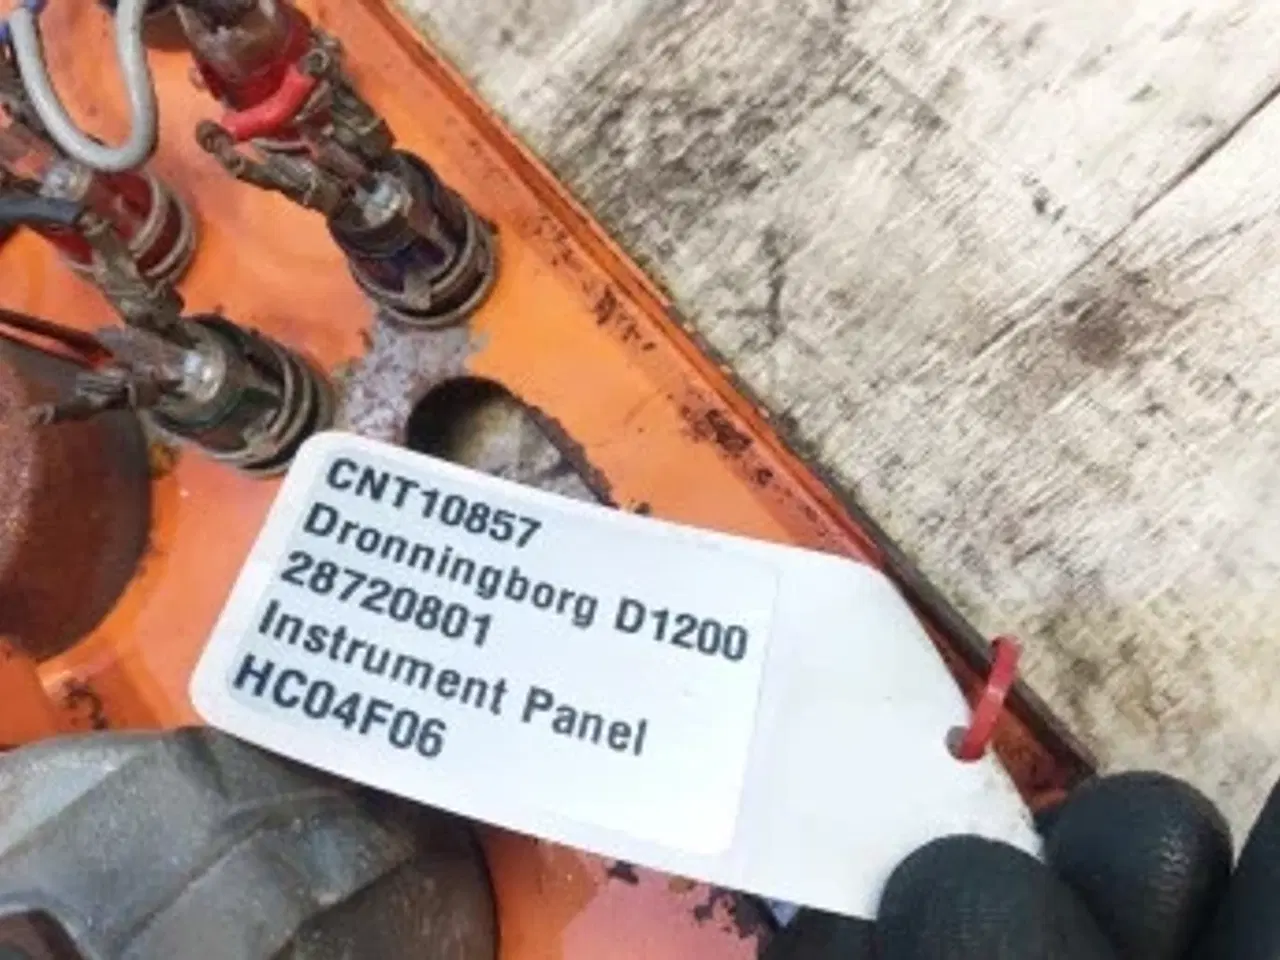 CNT10857
Dronningborg D1200
28720801
Instrument Panel
HC04F06